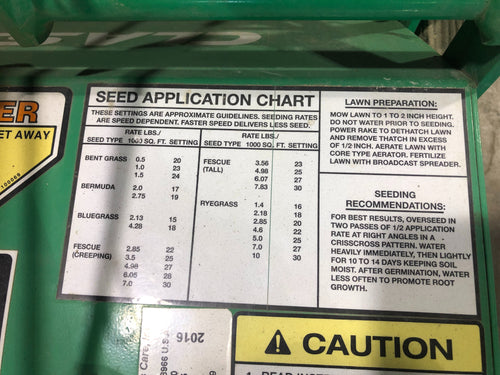 ER
ET AWAY
SEED APPLICATION CHART
THESE SETTINGS ARE APPROXIMATE GUIDELINES. SEEDING RATES
ARE SPEED DEPENDENT. FASTER SPEED DELIVERS LESS SEED.
RATE LBS./
SEED TYPE 1000 SQ. FT. SETTING
BENT GRASS 0.5 20
1.0 23
1.5 24
BERMUDA 2.0 17
2.75 19
BLUEGRASS 2.13 15
4.28 18
2.85 22
FESCUE 3.5 25
(CREEPING) 4.98 27
6.05 28
7.0 30
RATE LBS./
SEED TYPE 1000 SQ. FT. SETTING
FESCUE 3.56 23
(TALL) 4.98 25
6.07 27
7.83 30
RYEGRASS 1.4 16
2.18 18
2.85 20
4.6 22
5.0
7.0 27
10 30
LAWN PREPARATION:
MOW LAWN TO 1 TO 2 INCH HEIGHT.
DO NOT WATER PRIOR TO SEEDING.
POWER RAKE TO DETHATCH LAWN
AND REMOVE THATCH IN EXCESS
OF 1/2 INCH. AERATE LAWN WITH
CORE TYPE AERATOR. FERTILIZE
LAWN WITH BROADCAST SPREADER.
SEEDING
RECOMMENDATIONS:
FOR BEST RESULTS, OVERSEED IN
TWO PASSES OF 1/2 APPLICATION
RATE AT RIGHT ANGLES IN A
CRISSCROSS PATTERN. WATER
HEAVILY IMMEDIATELY, THEN LIGHTLY
FOR 10 TO 14 DAYS KEEPING SOIL
MOIST. AFTER GERMINATION, WATER
LESS OFTEN TO PROMOTE ROOT
GROWTH.
2016
CAUTION